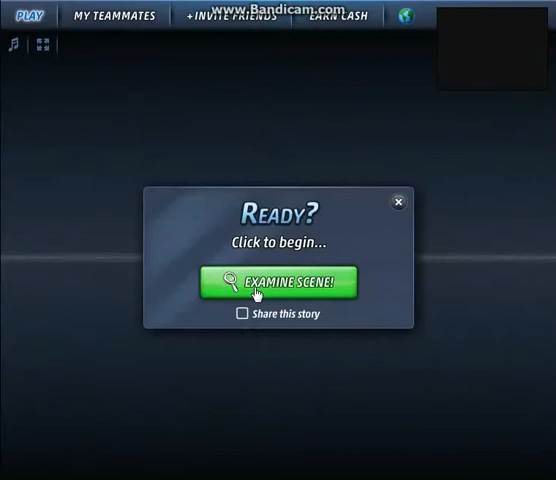 www.Bandicam.com
PLAY MY TEAMMATES +INVITE FRIENDS EARN CASH
READY?
Click to begin...
EXAMINE SCENE!
Share this story